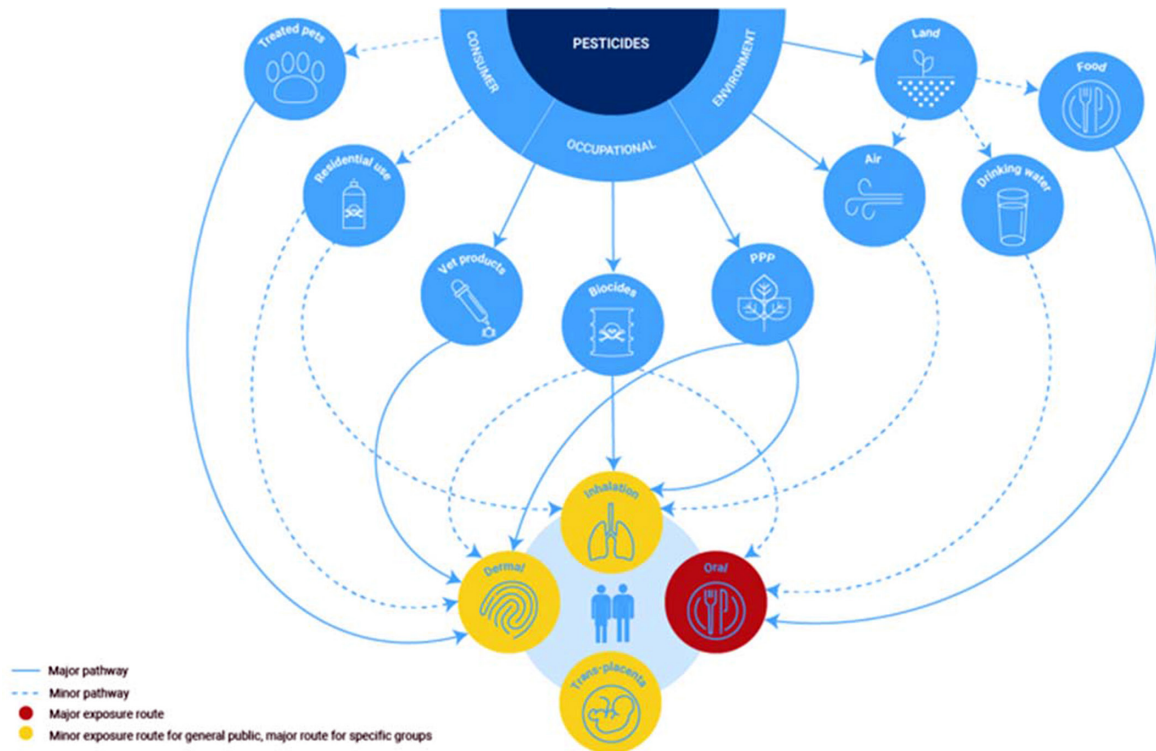 PESTICIDES
CONSUMER
OCCUPATIONAL
ENVIRONMENT
Treated pets
Land
Food
Residential use
Air
Drinking water
Vet products
Biocides
PPP
Inhalation
Dermal
Oral
Trans-placenta
Major pathway
Minor pathway
Major exposure route
Minor exposure route for general public, major route for specific groups